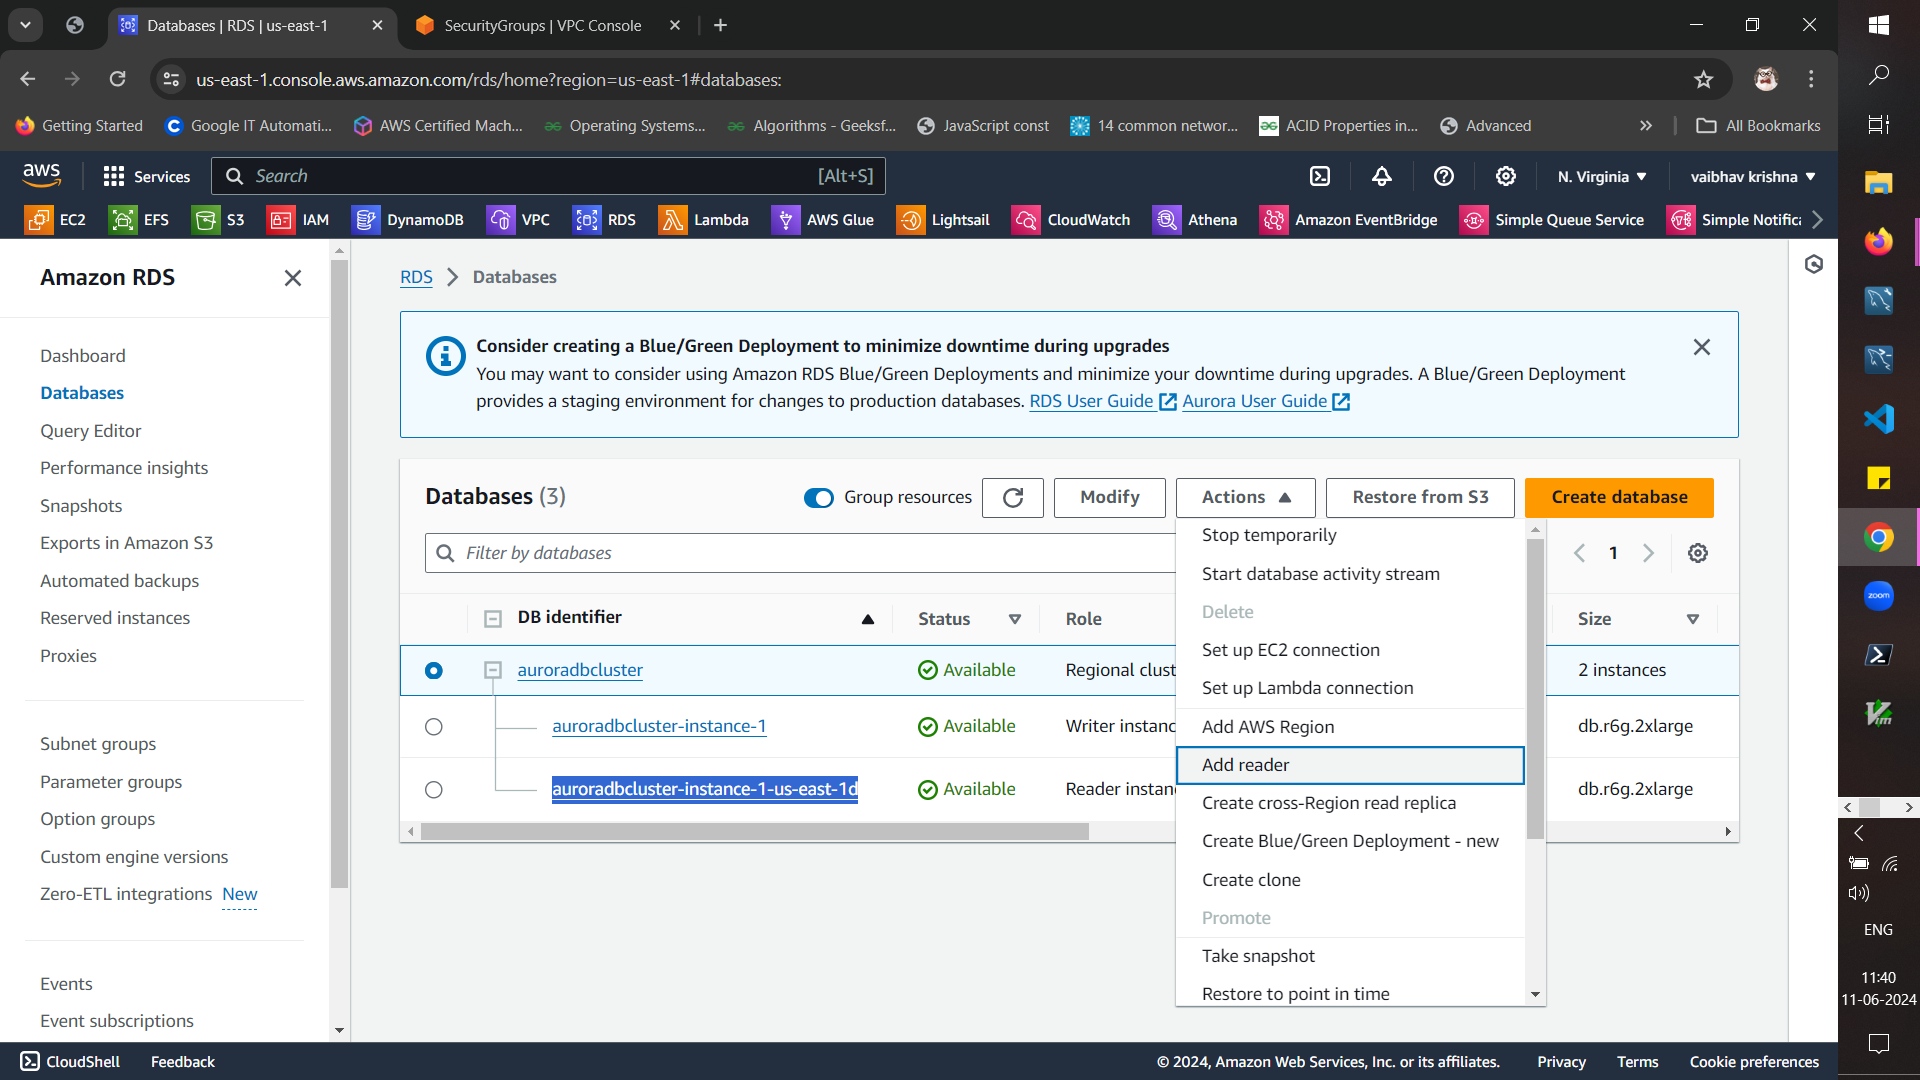 Databases | RDS | us-east-1
SecurityGroups | VPC Console
us-east-1.console.aws.amazon.com/rds/home?region=us-east-1#databases:
Getting Started
Google IT Automati...
AWS Certified Mach...
Operating Systems...
Algorithms - Geeksf...
JavaScript const
14 common networ...
ACID Properties in...
Advanced
All Bookmarks
aws
Services
Search
[Alt+S]
N. Virginia
vaibhav krishna
EC2
EFS
S3
IAM
DynamoDB
VPC
RDS
Lambda
AWS Glue
Lightsail
CloudWatch
Athena
Amazon EventBridge
Simple Queue Service
Simple Notifica
Amazon RDS
Dashboard
Databases
Query Editor
Performance insights
Snapshots
Exports in Amazon S3
Automated backups
Reserved instances
Proxies
Subnet groups
Parameter groups
Option groups
Custom engine versions
Zero-ETL integrations New
Events
Event subscriptions
RDS > Databases
Consider creating a Blue/Green Deployment to minimize downtime during upgrades
You may want to consider using Amazon RDS Blue/Green Deployments and minimize your downtime during upgrades. A Blue/Green Deployment
provides a staging environment for changes to production databases. RDS User Guide Aurora User Guide
Databases (3)
Group resources
Modify
Actions
Restore from S3
Create database
Filter by databases
1
DB identifier
Status
Role
Size
auroradbcluster
Available
Regional clust
2 instances
auroradbcluster-instance-1
Available
Writer instanc
db.r6g.2xlarge
auroradbcluster-instance-1-us-east-1d
Available
Reader instan
db.r6g.2xlarge
Stop temporarily
Start database activity stream
Delete
Set up EC2 connection
Set up Lambda connection
Add AWS Region
Add reader
Create cross-Region read replica
Create Blue/Green Deployment - new
Create clone
Promote
Take snapshot
Restore to point in time
zoom
ENG
11:40
11-06-2024
CloudShell
Feedback
© 2024, Amazon Web Services, Inc. or its affiliates.
Privacy
Terms
Cookie preferences